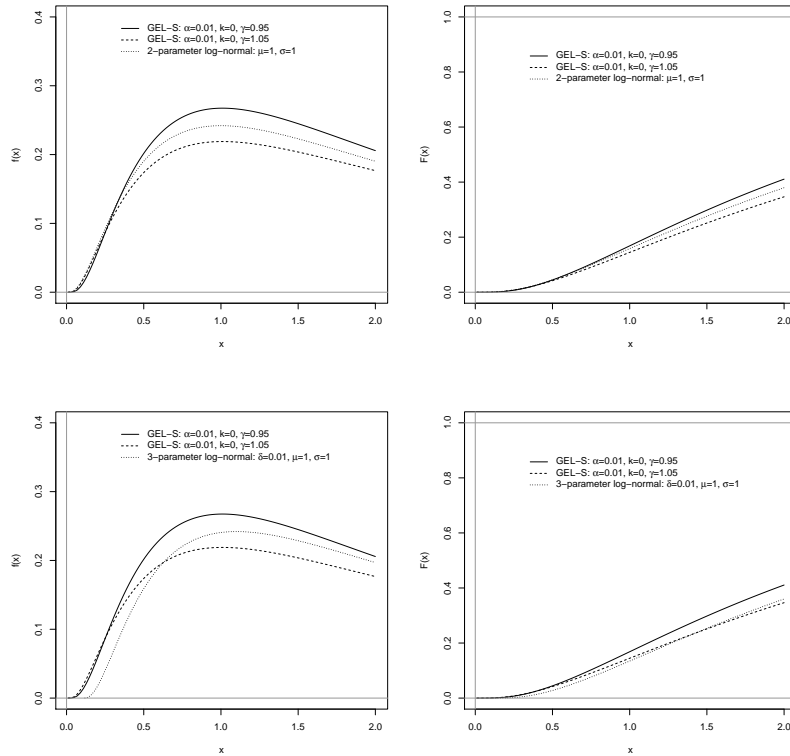 GEL−S: α=0.01, k=0, γ=0.95
GEL−S: α=0.01, k=0, γ=1.05
2−parameter log−normal: μ=1, σ=1
f(x)
0.0 0.1 0.2 0.3 0.4
0.0 0.5 1.0 1.5 2.0
x
GEL−S: α=0.01, k=0, γ=0.95
GEL−S: α=0.01, k=0, γ=1.05
2−parameter log−normal: μ=1, σ=1
F(x)
0.0 0.2 0.4 0.6 0.8 1.0
0.0 0.5 1.0 1.5 2.0
x
GEL−S: α=0.01, k=0, γ=0.95
GEL−S: α=0.01, k=0, γ=1.05
3−parameter log−normal: δ=0.01, μ=1, σ=1
f(x)
0.0 0.1 0.2 0.3 0.4
0.0 0.5 1.0 1.5 2.0
x
GEL−S: α=0.01, k=0, γ=0.95
GEL−S: α=0.01, k=0, γ=1.05
3−parameter log−normal: δ=0.01, μ=1, σ=1
F(x)
0.0 0.2 0.4 0.6 0.8 1.0
0.0 0.5 1.0 1.5 2.0
x